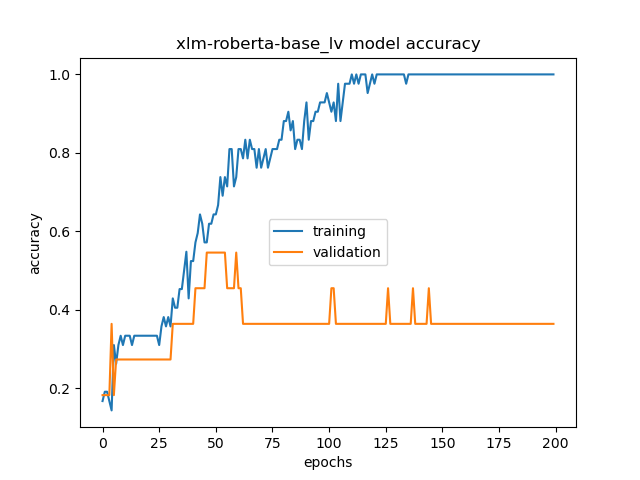 xlm-roberta-base_lv model accuracy
1.0
0.8
0.6
0.4
0.2
accuracy
training
validation
0 25 50 75 100 125 150 175 200
epochs